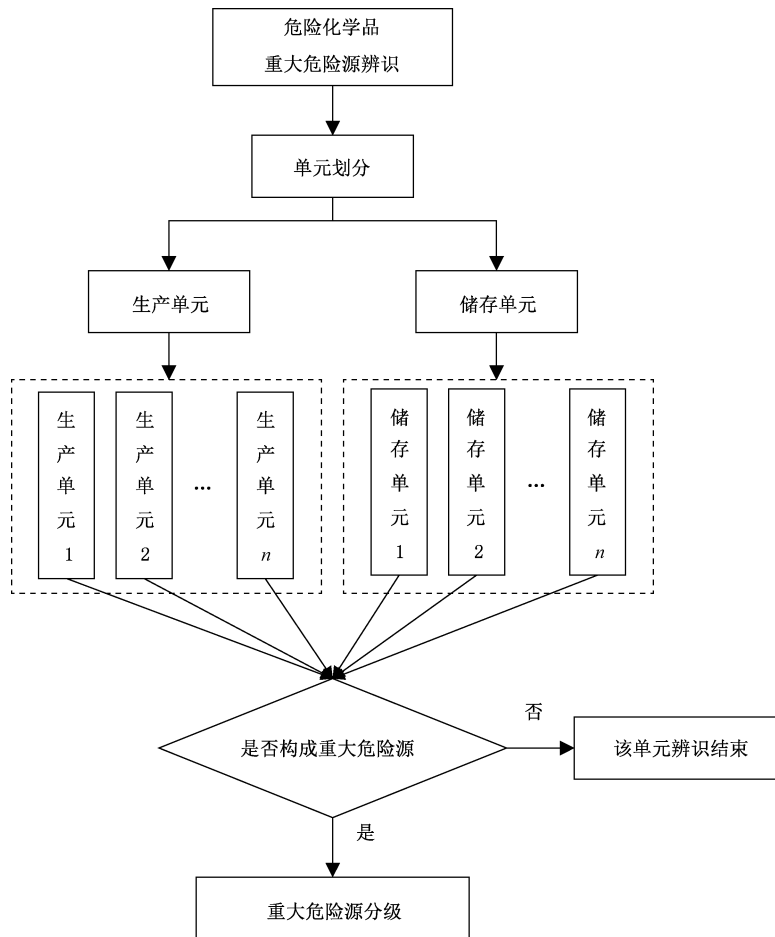 危险化学品
重大危险源辨识
单元划分
生产单元
储存单元
生产单元1
生产单元2
...
生产单元n
储存单元1
储存单元2
...
储存单元n
是否构成重大危险源
否
该单元辨识结束
是
重大危险源分级